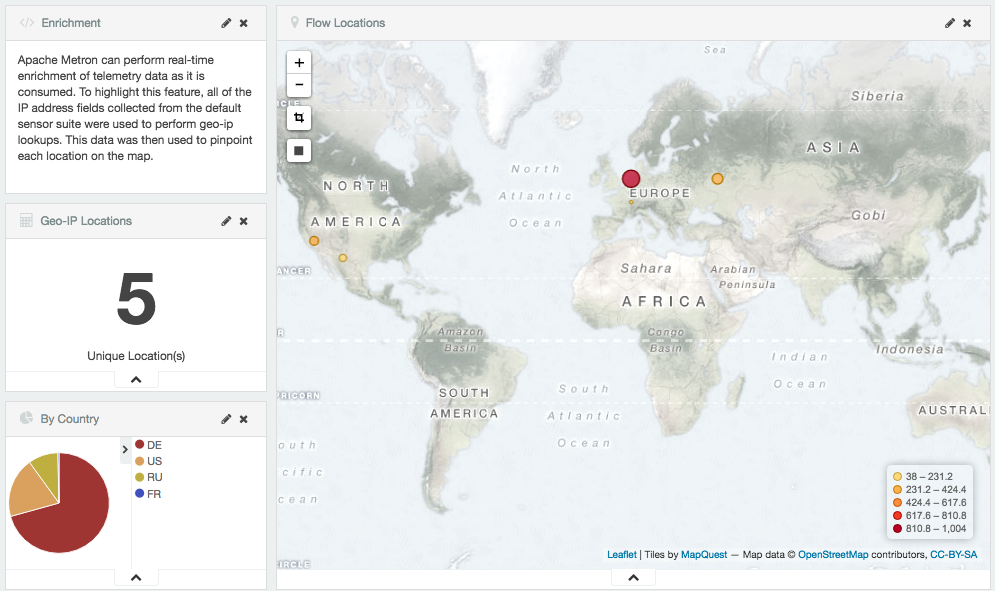 Enrichment
Apache Metron can perform real-time
enrichment of telemetry data as it is
consumed. To highlight this feature, all of the
IP address fields collected from the default
sensor suite were used to perform geo-ip
lookups. This data was then used to pinpoint
each location on the map.
Geo-IP Locations
5
Unique Location(s)
By Country
DE
US
RU
FR
Flow Locations
+
−
Sea
Siberia
ASIA
NORTH
AMERICA
North
Atlantic
Ocean
EUROPE
Gobi
ANCER
Sahara
Arabian
Peninsula
AFRICA
Amazon
Basin
Congo
Basin
Indian
Ocean
Indonesia
SOUTH
AMERICA
South
Atlantic
Ocean
PRICORN
AUSTRALI
outh
cific
cean
IRCLE
38 – 231.2
231.2 – 424.4
424.4 – 617.6
617.6 – 810.8
810.8 – 1,004
Leaflet | Tiles by MapQuest — Map data © OpenStreetMap contributors, CC-BY-SA